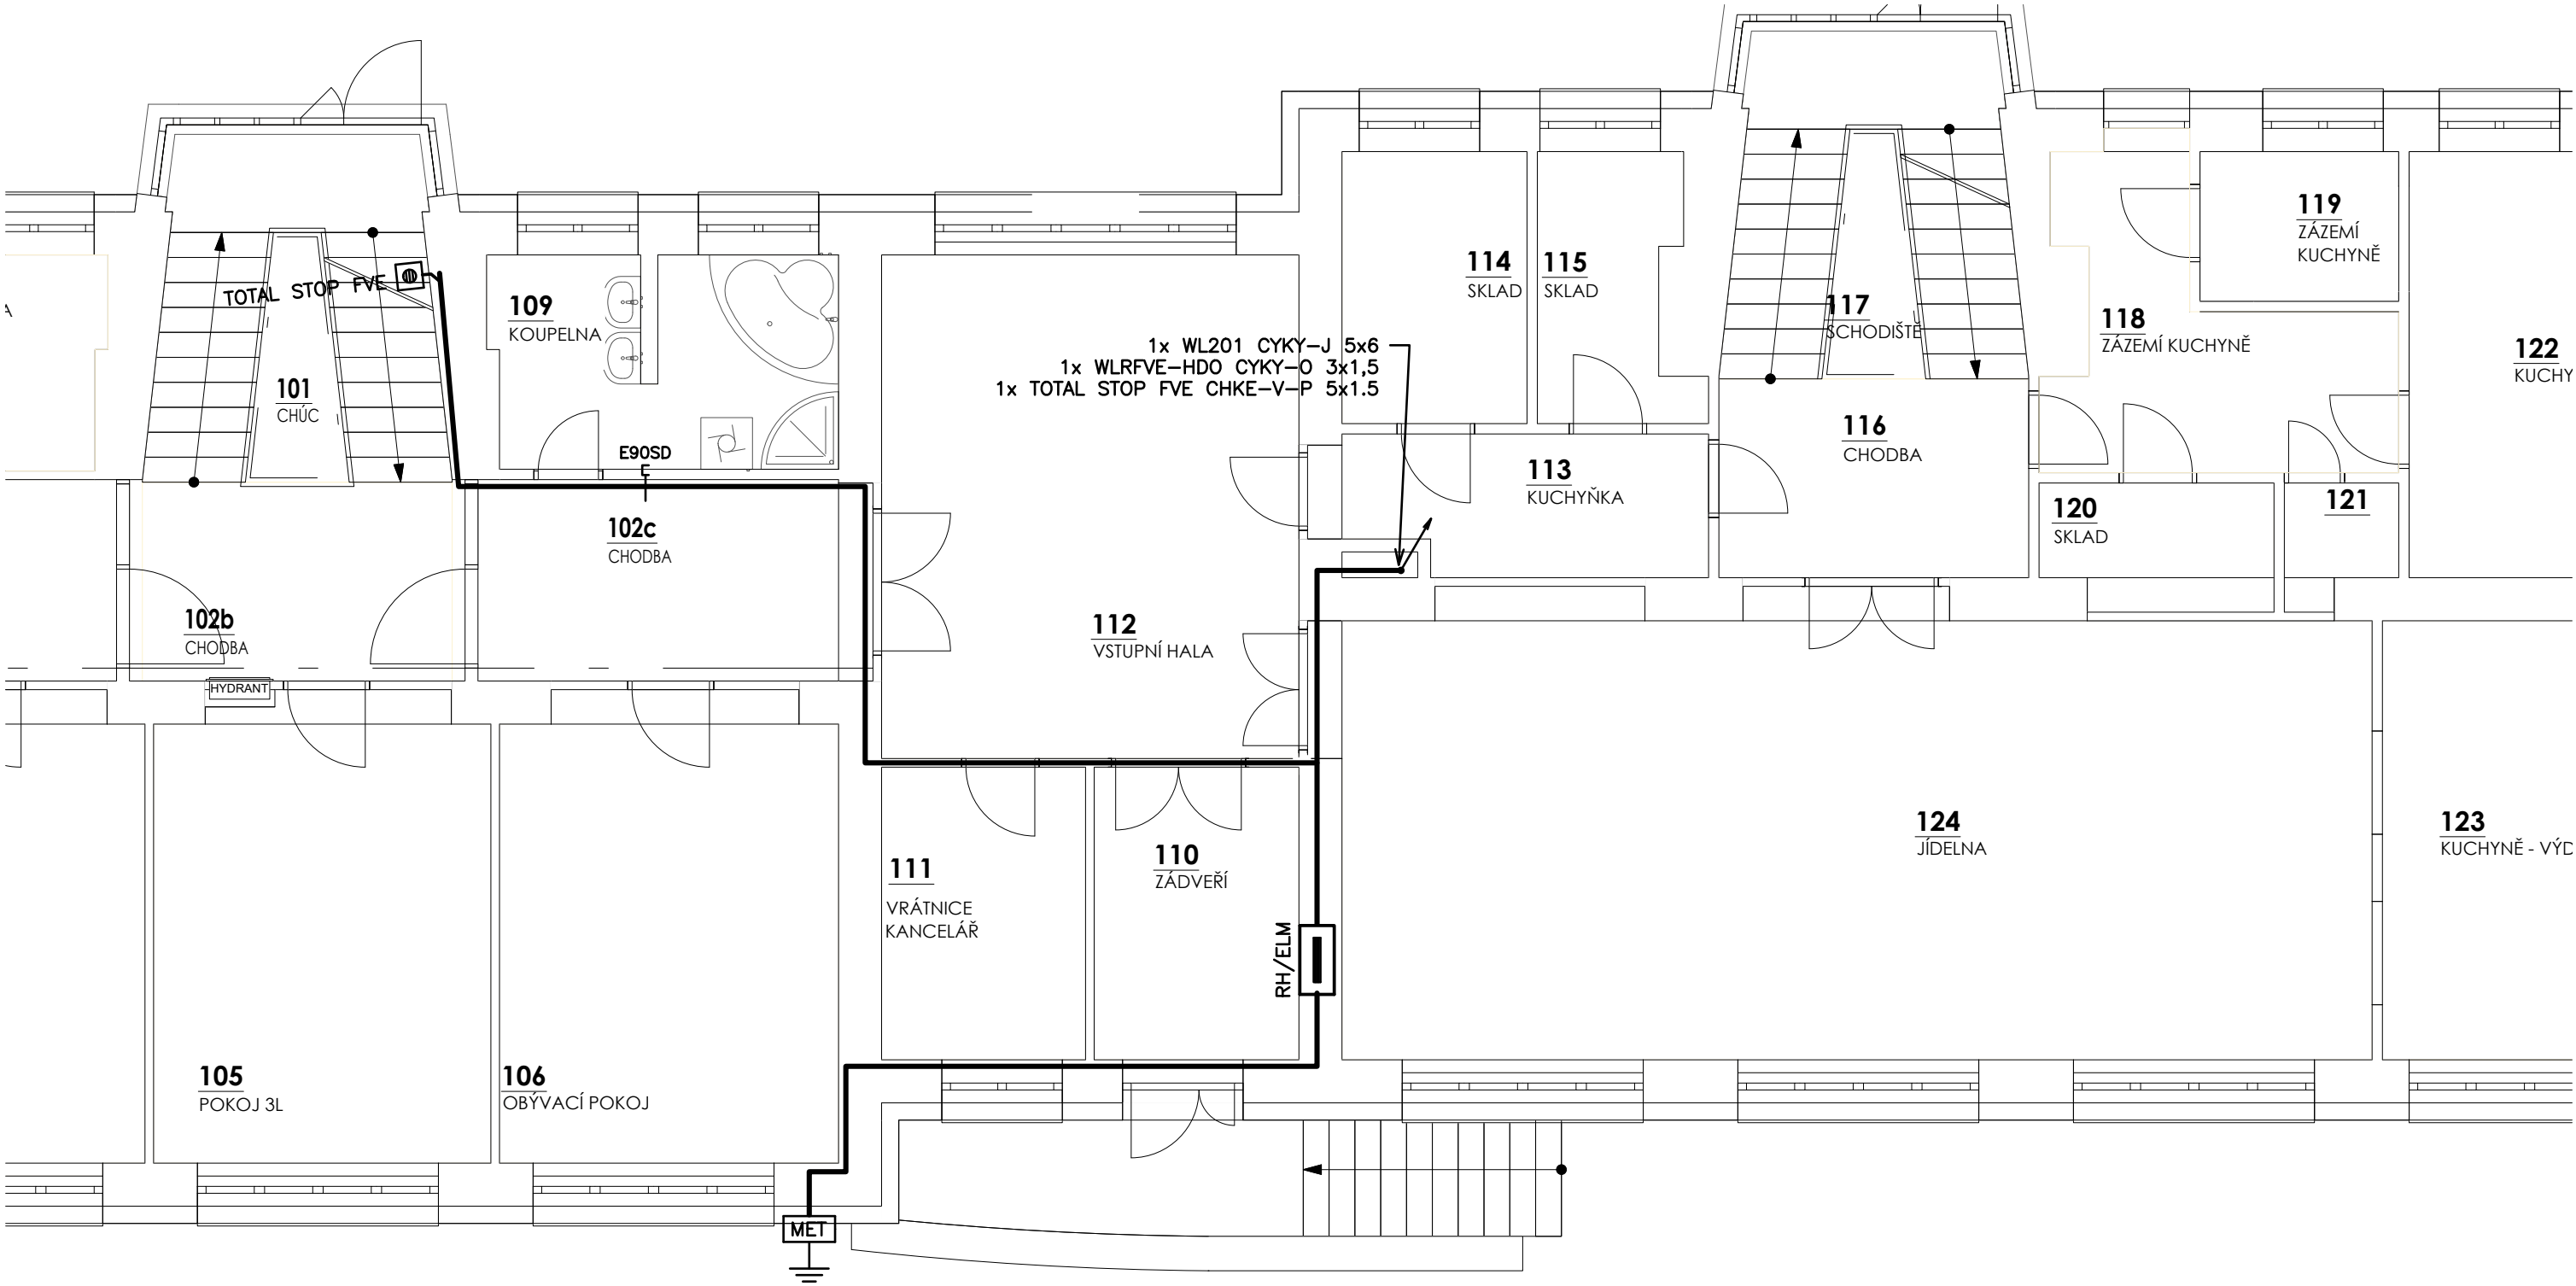 A
TOTAL STOP FVE
101
CHÚC
109
KOUPELNA
E90SD
102c
CHODBA
102b
CHODBA
HYDRANT
1x WL201 CYKY-J 5x6
1x WLRFVE-HDO CYKY-O 3x1,5
1x TOTAL STOP FVE CHKE-V-P 5x1.5
112
VSTUPNÍ HALA
114
SKLAD
115
SKLAD
113
KUCHYŇKA
117
SCHODIŠTĚ
116
CHODBA
118
ZÁZEMÍ KUCHYNĚ
119
ZÁZEMÍ
KUCHYNĚ
122
KUCHY
120
SKLAD
121
105
POKOJ 3L
106
OBÝVACÍ POKOJ
111
VRÁTNICE
KANCELÁŘ
110
ZÁDVEŘÍ
RH/ELM
124
JÍDELNA
123
KUCHYNĚ - VÝD
MET